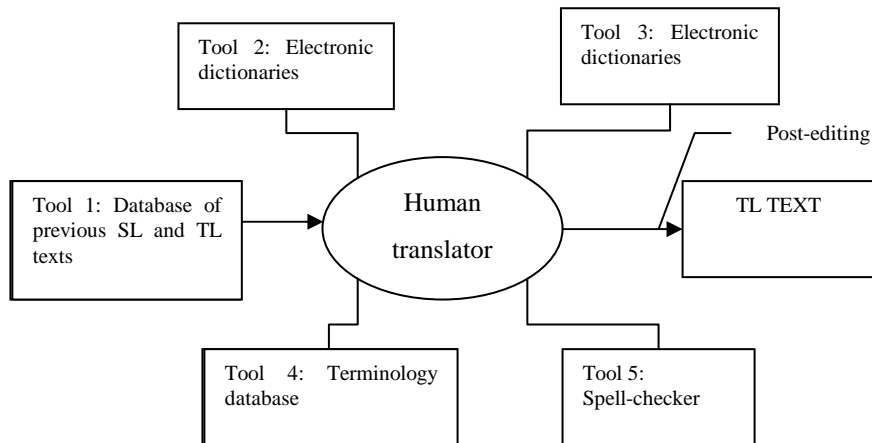 Tool 2: Electronic
dictionaries
Tool 3: Electronic
dictionaries
Post-editing
Tool 1: Database of
previous SL and TL
texts
Human
translator
TL TEXT
Tool 4: Terminology
database
Tool 5:
Spell-checker